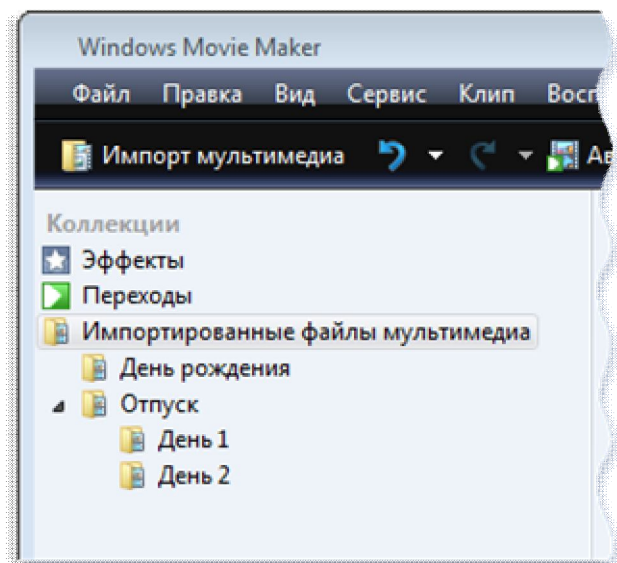 Windows Movie Maker
Файл Правка Вид Сервис Клип
Импорт мультимедиа
Коллекции
Эффекты
Переходы
Импортированные файлы мультимедиа
День рождения
Отпуск
День 1
День 2